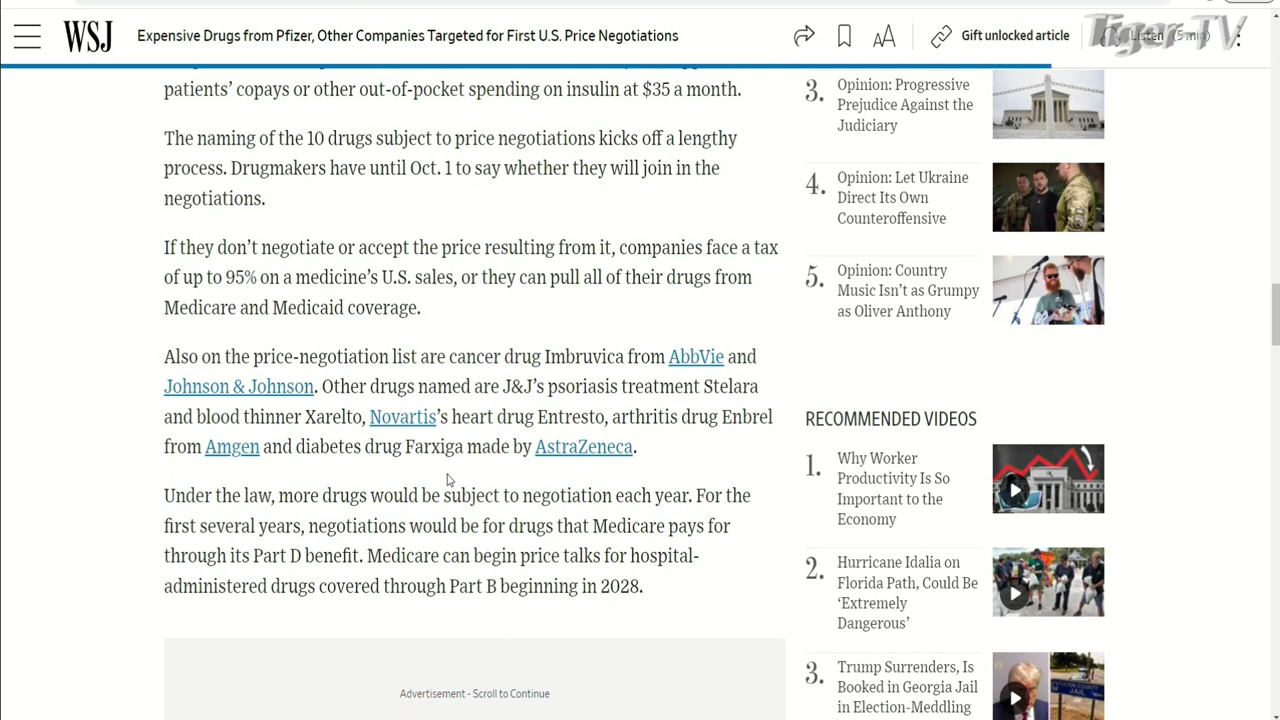 WSJ
Expensive Drugs from Pfizer, Other Companies Targeted for First U.S. Price Negotiations
AA
Gift unlocked article
Listen (5 min)
Tiger TV
patients’ copays or other out-of-pocket spending on insulin at $35 a month.
The naming of the 10 drugs subject to price negotiations kicks off a lengthy
process. Drugmakers have until Oct. 1 to say whether they will join in the
negotiations.
If they don’t negotiate or accept the price resulting from it, companies face a tax
of up to 95% on a medicine’s U.S. sales, or they can pull all of their drugs from
Medicare and Medicaid coverage.
Also on the price-negotiation list are cancer drug Imbruvica from AbbVie and
Johnson & Johnson. Other drugs named are J&J’s psoriasis treatment Stelara
and blood thinner Xarelto, Novartis’s heart drug Entresto, arthritis drug Enbrel
from Amgen and diabetes drug Farxiga made by AstraZeneca.
Under the law, more drugs would be subject to negotiation each year. For the
first several years, negotiations would be for drugs that Medicare pays for
through its Part D benefit. Medicare can begin price talks for hospital-
administered drugs covered through Part B beginning in 2028.
Advertisement - Scroll to Continue
3.
Opinion: Progressive
Prejudice Against the
Judiciary
4.
Opinion: Let Ukraine
Direct Its Own
Counteroffensive
5.
Opinion: Country
Music Isn’t as Grumpy
as Oliver Anthony
RECOMMENDED VIDEOS
1.
Why Worker
Productivity Is So
Important to the
Economy
2.
Hurricane Idalia on
Florida Path, Could Be
‘Extremely
Dangerous’
3.
Trump Surrenders, Is
Booked in Georgia Jail
in Election-Meddling
JAIL